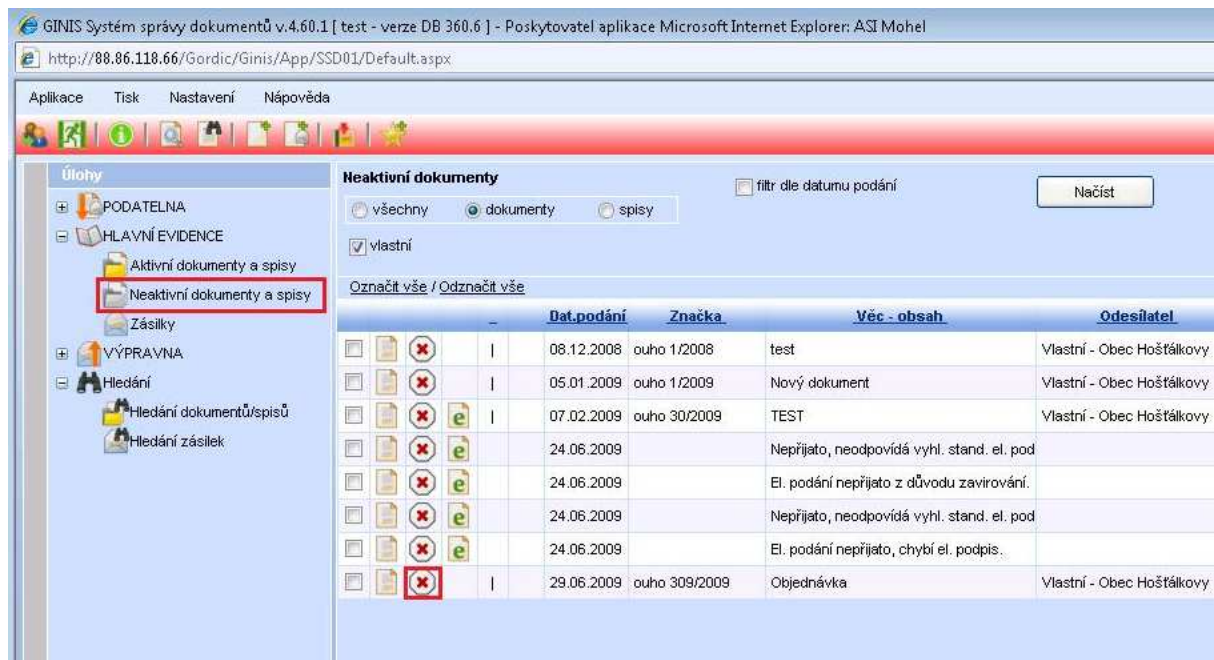 GINIS Systém správy dokumentů v.4.60.1 [ test - verze DB 360.6 ] - Poskytovatel aplikace Microsoft Internet Explorer: ASI Mohel
http://88.86.118.66/Gordic/Ginis/App/SSD01/Default.aspx
Aplikace Tisk Nastavení Nápověda
Úlohy
PODATELNA
HLAVNÍ EVIDENCE
Aktivní dokumenty a spisy
Neaktivní dokumenty a spisy
Zásilky
VÝPRAVNA
Hledání
Hledání dokumentů/spisů
Hledání zásilek
Neaktivní dokumenty
filtr dle datumu podání
Načíst
všechny dokumenty spisy
vlastní
Označit vše / Odznačit vše
_ Dat.podání Značka Věc - obsah Odesílatel
| 08.12.2008 ouho 1/2008 test Vlastní - Obec Hošťálkovy
| 05.01.2009 ouho 1/2009 Nový dokument Vlastní - Obec Hošťálkovy
| 07.02.2009 ouho 30/2009 TEST Vlastní - Obec Hošťálkovy
24.06.2009 Nepřijato, neodpovídá vyhl. stand. el. pod
24.06.2009 El. podání nepřijato z důvodu zavirování.
24.06.2009 Nepřijato, neodpovídá vyhl. stand. el. pod
24.06.2009 El. podání nepřijato, chybí el. podpis.
| 29.06.2009 ouho 309/2009 Objednávka Vlastní - Obec Hošťálkovy